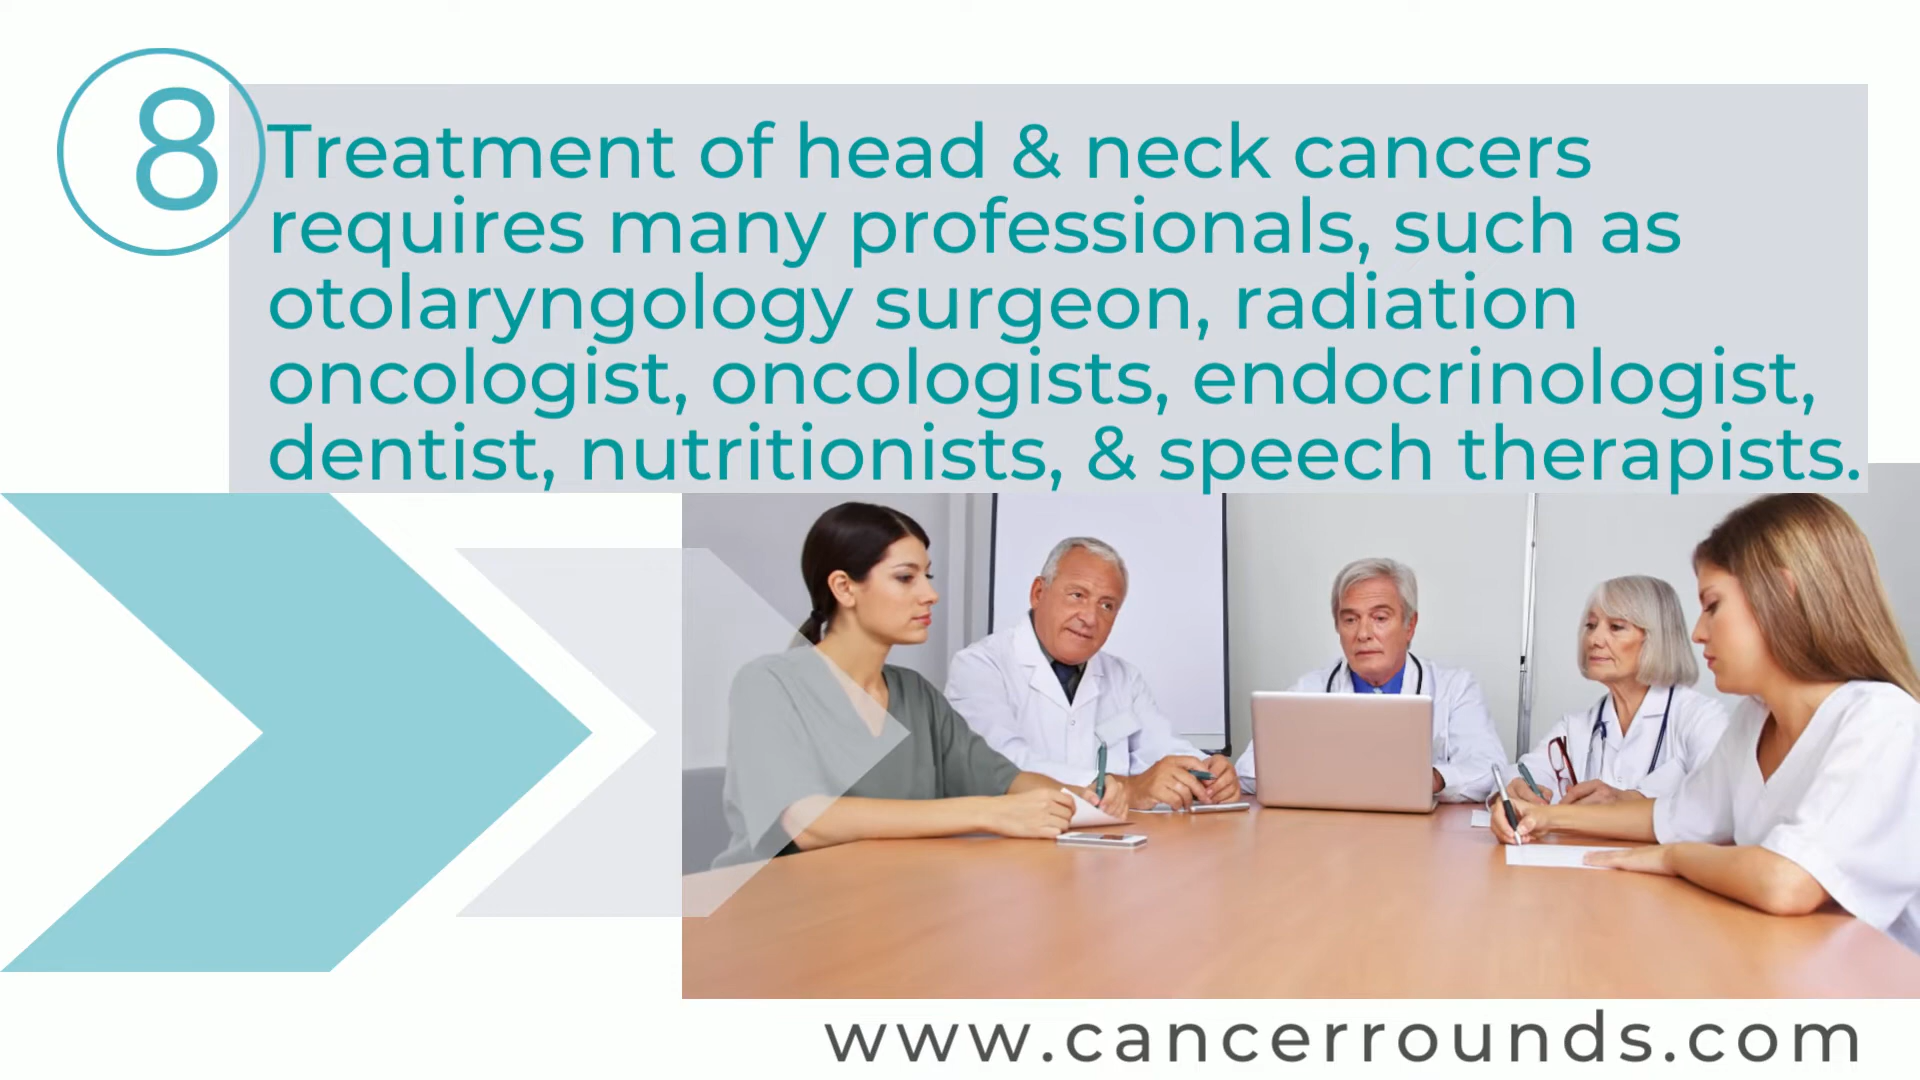 8
Treatment of head & neck cancers
requires many professionals, such as
otolaryngology surgeon, radiation
oncologist, oncologists, endocrinologist,
dentist, nutritionists, & speech therapists.
www.cancerrounds.com